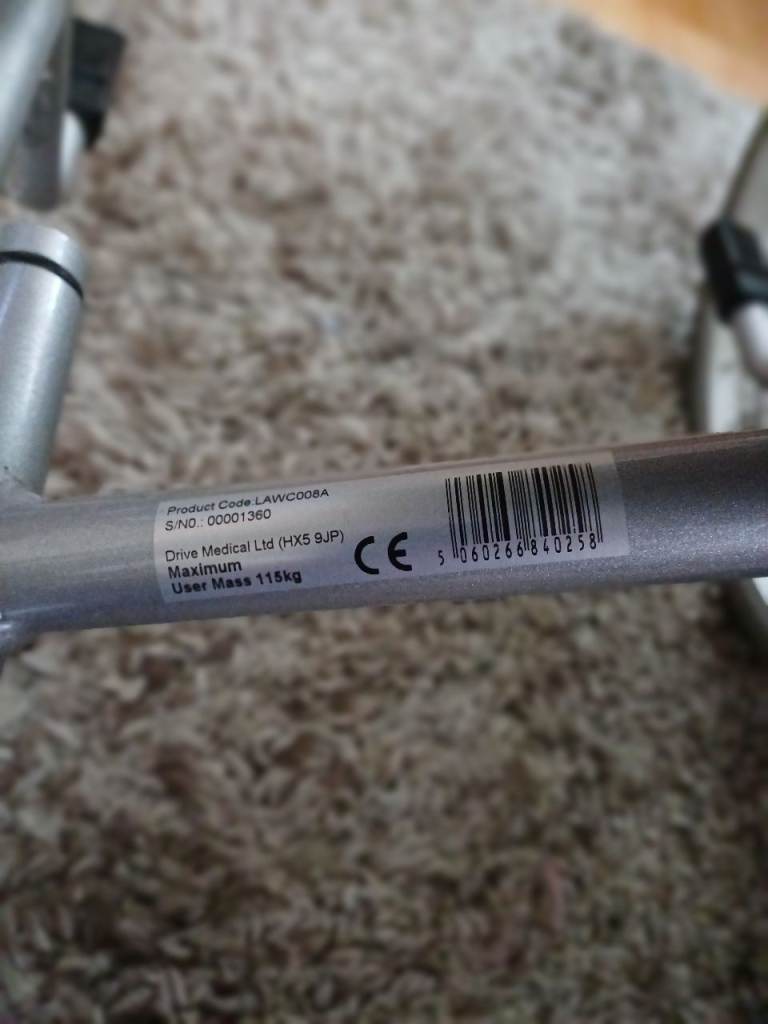 Product Code:LAWC008A
S/N0.: 00001360
Drive Medical Ltd (HX5 9JP)
Maximum
User Mass 115kg
CE
5 060266 840258